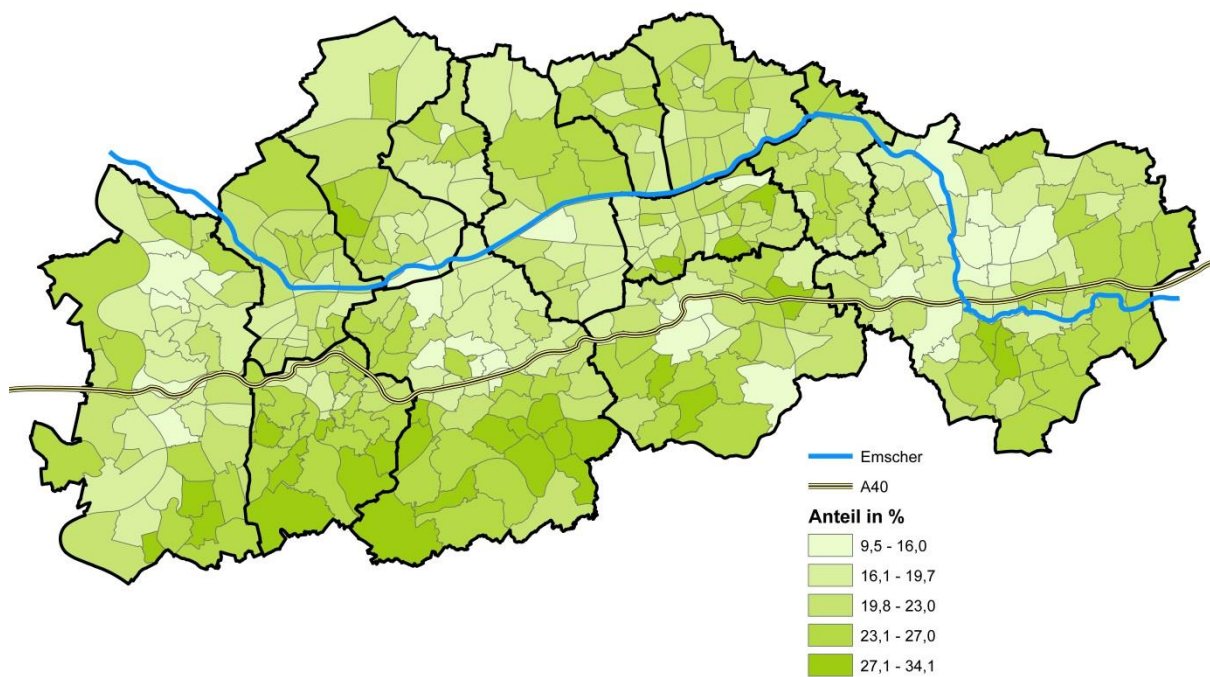 Emscher
A40
Anteil in %
9,5 - 16,0
16,1 - 19,7
19,8 - 23,0
23,1 - 27,0
27,1 - 34,1